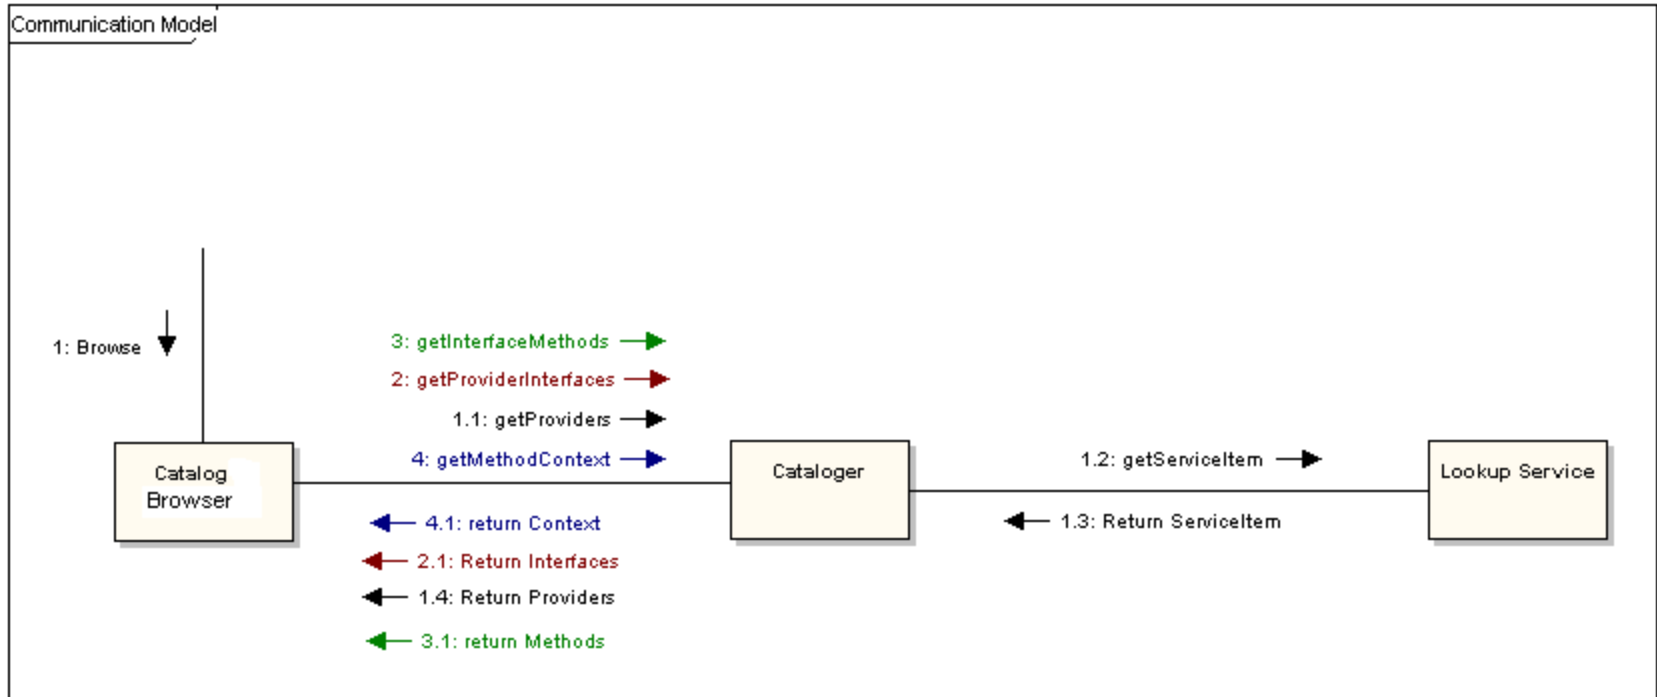 Communication Model
1: Browse
3: getInterfaceMethods
2: getProviderInterfaces
1.1: getProviders
4: getMethodContext
Catalog
Browser
Cataloger
1.2: getServiceItem
Lookup Service
4.1: return Context
1.3: Return ServiceItem
2.1: Return Interfaces
1.4: Return Providers
3.1: return Methods